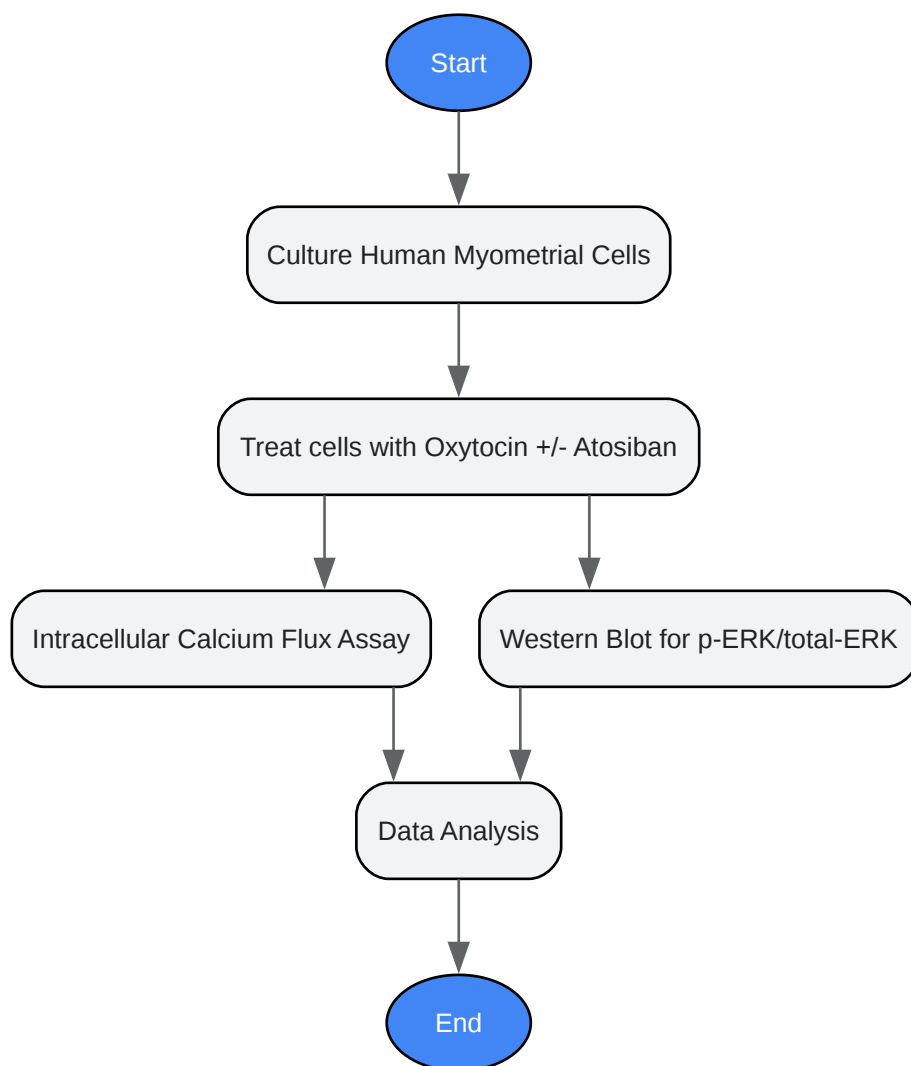 Start
Culture Human Myometrial Cells
Treat cells with Oxytocin +/- Atosiban
Intracellular Calcium Flux Assay
Western Blot for p-ERK/total-ERK
Data Analysis
End